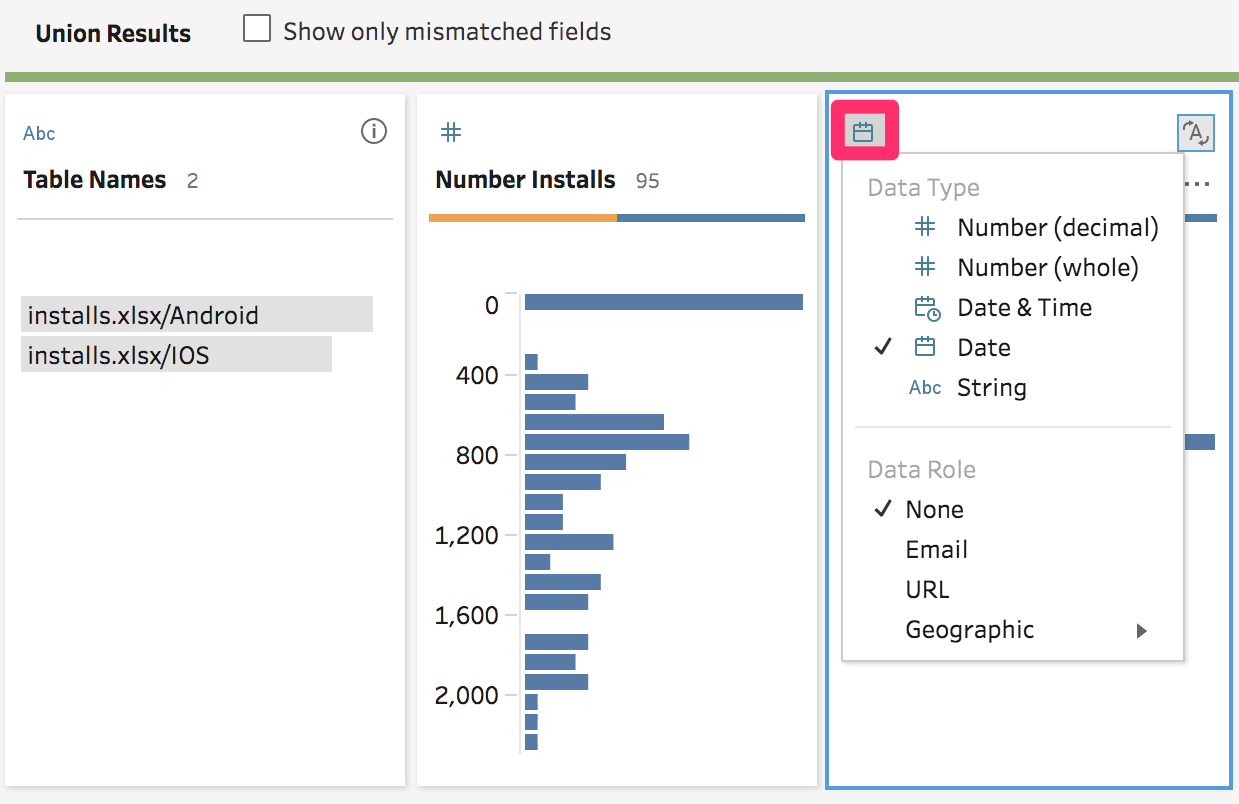 Union Results
Show only mismatched fields
Abc
Table Names 2
installs.xlsx/Android
installs.xlsx/IOS
Number Installs 95
0
400
800
1,200
1,600
2,000
Data Type
Number (decimal)
Number (whole)
Date & Time
Date
Abc String
Data Role
None
Email
URL
Geographic